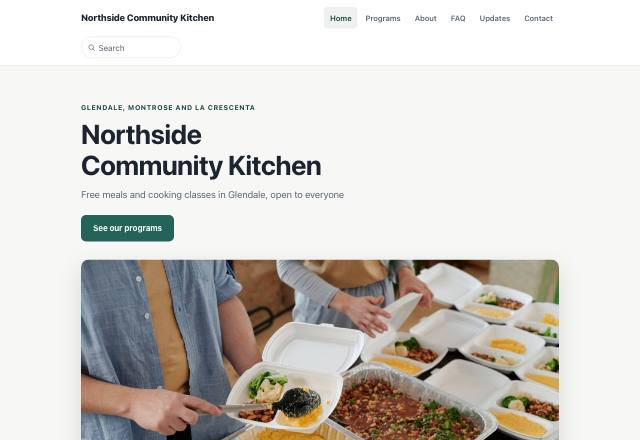 Northside Community Kitchen
Home Programs About FAQ Updates Contact
Search
GLENDALE, MONTROSE AND LA CRESCENTA
Northside
Community Kitchen
Free meals and cooking classes in Glendale, open to everyone
See our programs